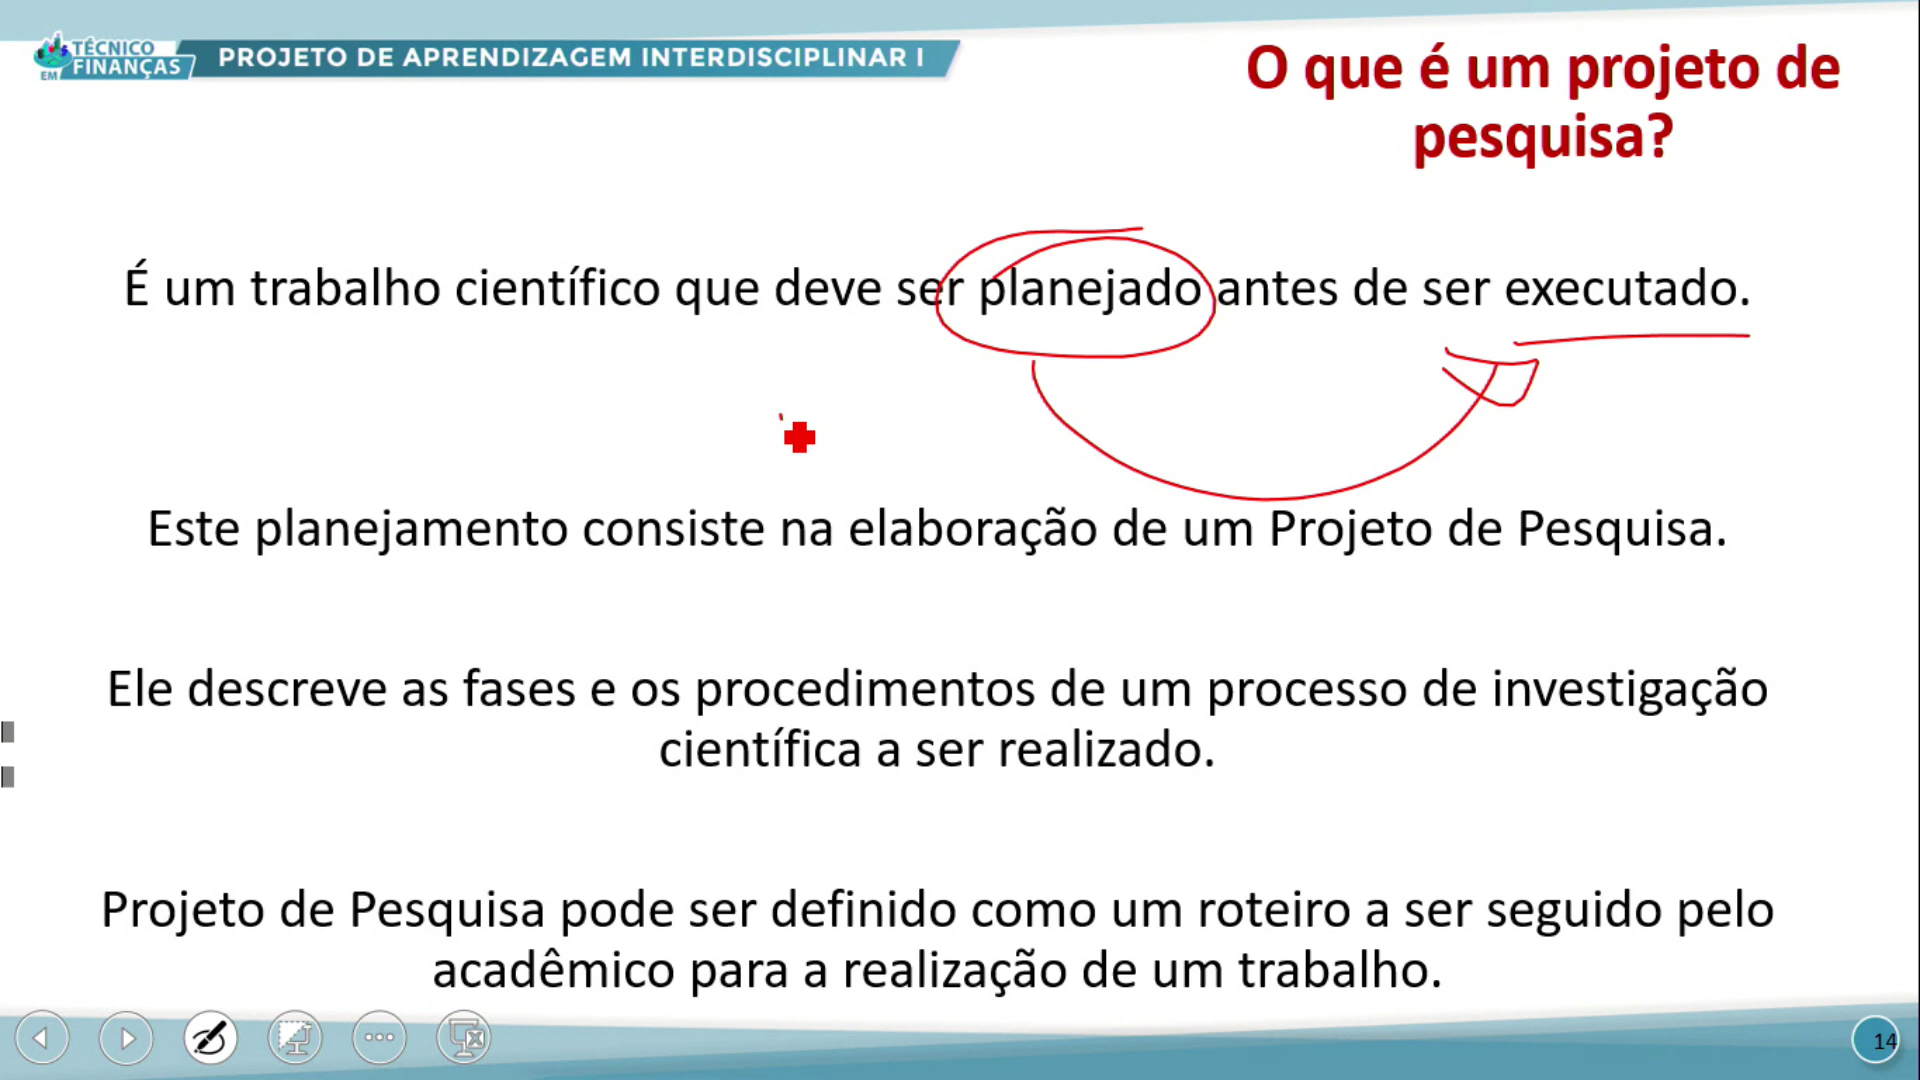 TÉCNICO
EM FINANÇAS
PROJETO DE APRENDIZAGEM INTERDISCIPLINAR I
O que é um projeto de
pesquisa?
É um trabalho científico que deve ser planejado antes de ser executado.
Este planejamento consiste na elaboração de um Projeto de Pesquisa.
Ele descreve as fases e os procedimentos de um processo de investigação
científica a ser realizado.
Projeto de Pesquisa pode ser definido como um roteiro a ser seguido pelo
acadêmico para a realização de um trabalho.
14